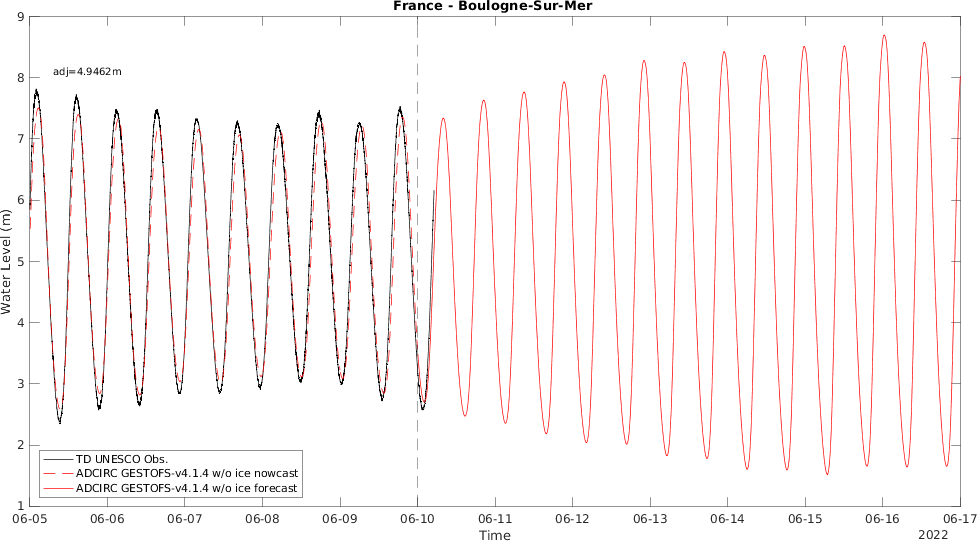 France - Boulogne-Sur-Mer
adj=4.9462m
9
8
7
6
5
4
3
2
1
Water Level (m)
TD UNESCO Obs.
ADCIRC GESTOFS-v4.1.4 w/o ice nowcast
ADCIRC GESTOFS-v4.1.4 w/o ice forecast
06-05 06-06 06-07 06-08 06-09 06-10 06-11 06-12 06-13 06-14 06-15 06-16 06-17
Time
2022